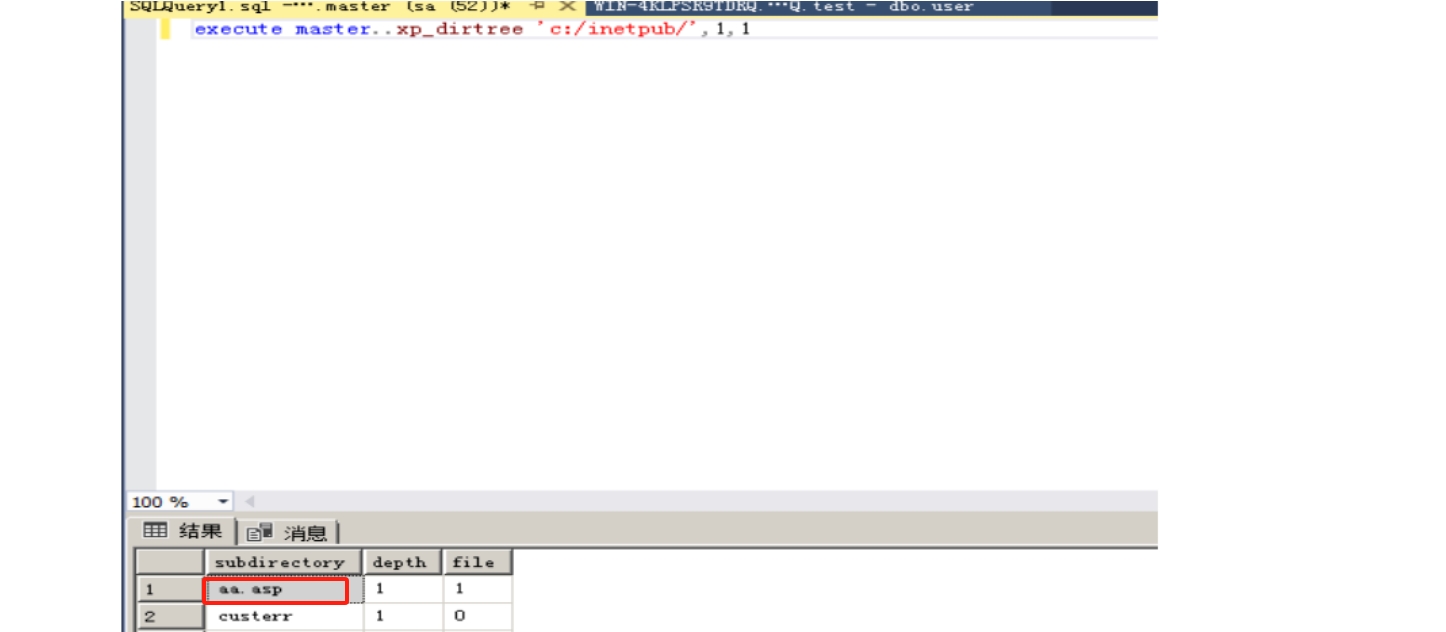 SQLQuery1.sql -....master (sa (52))* WIN-4KLPSK9TDRQ....Q.test - dbo.user
execute master..xp_dirtree 'c:/inetpub/',1,1
100 %
结果 消息
subdirectory depth file
1 aa.asp 1 1
2 custerr 1 0